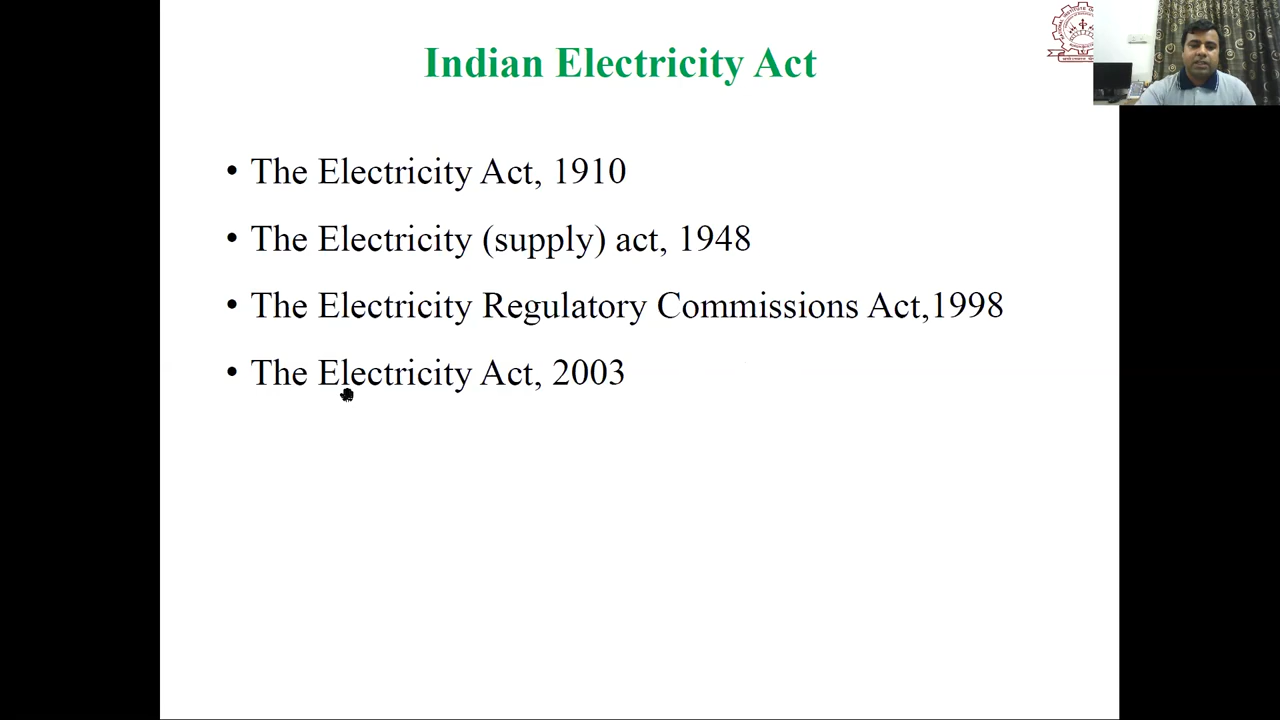 Indian Electricity Act
• The Electricity Act, 1910
• The Electricity (supply) act, 1948
• The Electricity Regulatory Commissions Act,1998
• The Electricity Act, 2003